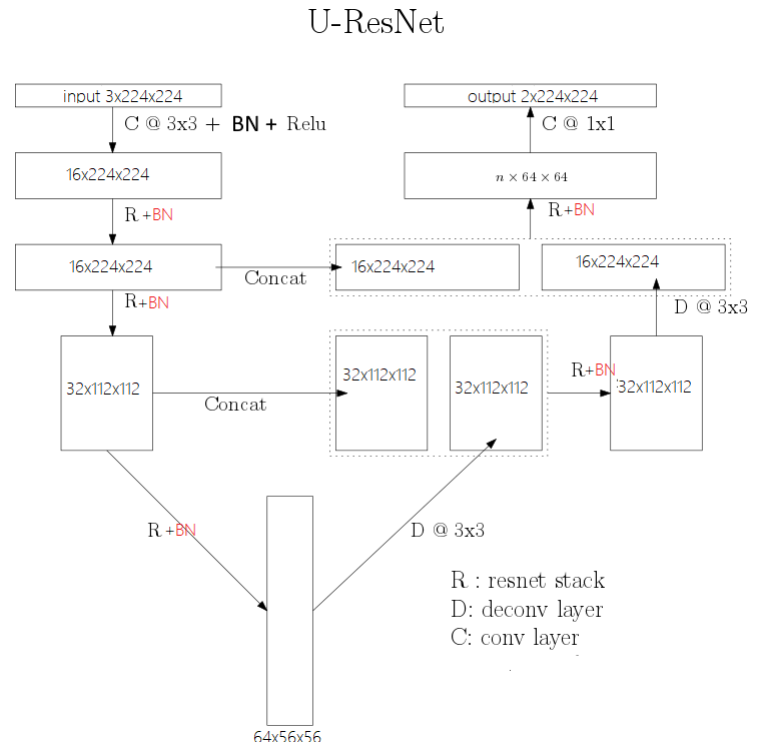 U-ResNet
input 3x224x224
output 2x224x224
C @ 3x3 + BN + Relu
C @ 1x1
16x224x224
n × 64 × 64
R +BN
R+BN
16x224x224
16x224x224
16x224x224
Concat
R+BN
D @ 3x3
32x112x112
32x112x112
32x112x112
R+BN
32x112x112
Concat
R +BN
D @ 3x3
R : resnet stack
D: deconv layer
C: conv layer
64x56x56